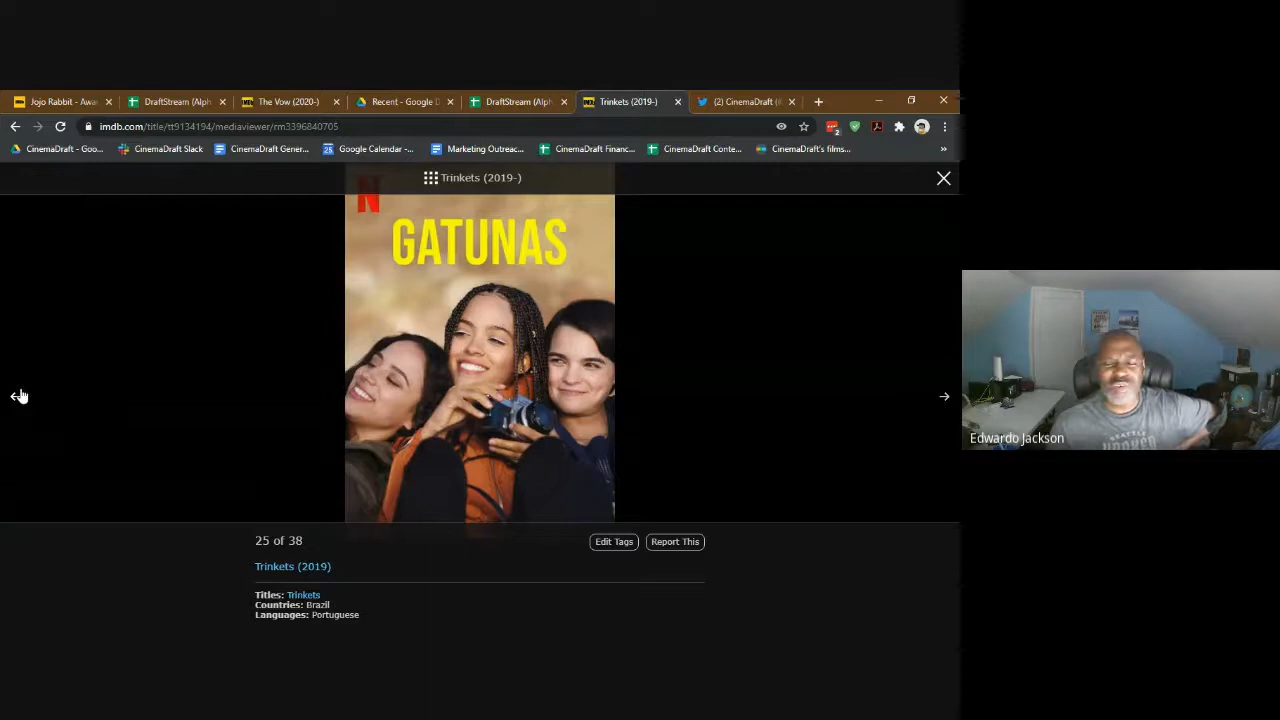 Jojo Rabbit - Awa
DraftStream (Alph
The Vow (2020-)
Recent - Google D
DraftStream (Alph
Trinkets (2019-)
(2) CinemaDraft (
imdb.com/title/tt9134194/mediaviewer/rm3396840705
2
CinemaDraft - Goo...
CinemaDraft Slack
CinemaDraft Gener...
25
Google Calendar -...
Marketing Outreac...
CinemaDraft Financ...
CinemaDraft Conte...
CinemaDraft's films...
»
Trinkets (2019-)
N
GATUNAS
Edwardo Jackson
SEATTLE
25 of 38
Edit Tags
Report This
Trinkets (2019)
Titles: Trinkets
Countries: Brazil
Languages: Portuguese